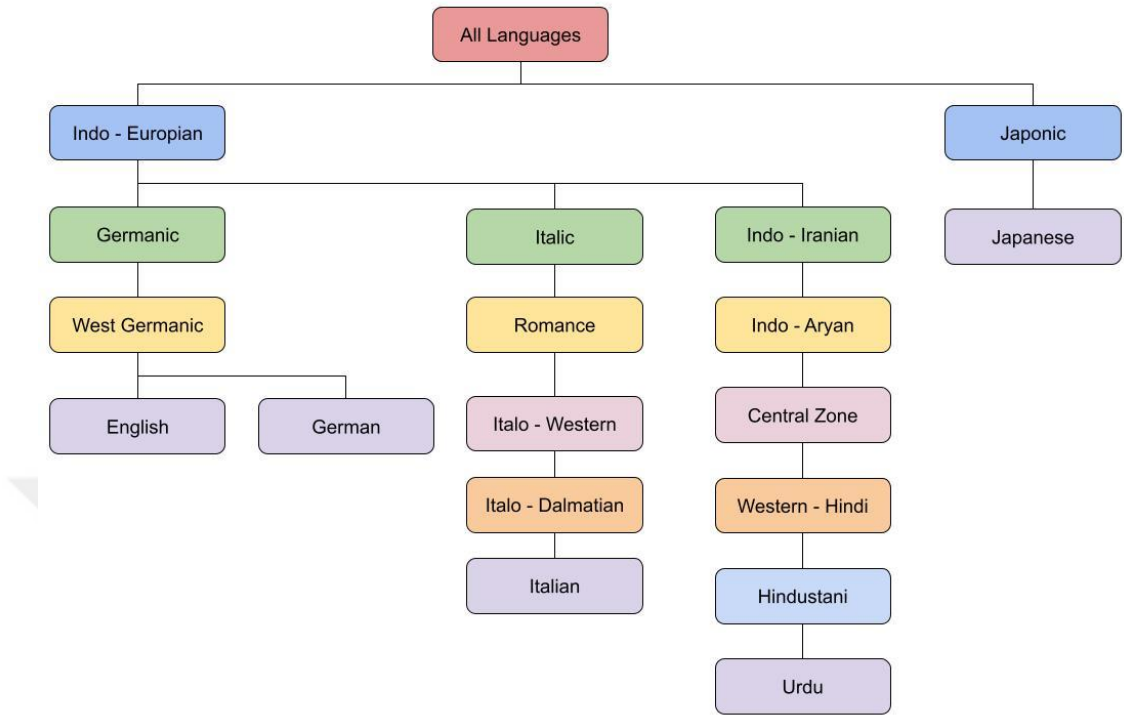 All Languages
Indo - Europian
Japonic
Germanic
Italic
Indo - Iranian
Japanese
West Germanic
Romance
Indo - Aryan
English
German
Italo - Western
Central Zone
Italo - Dalmatian
Western - Hindi
Italian
Hindustani
Urdu